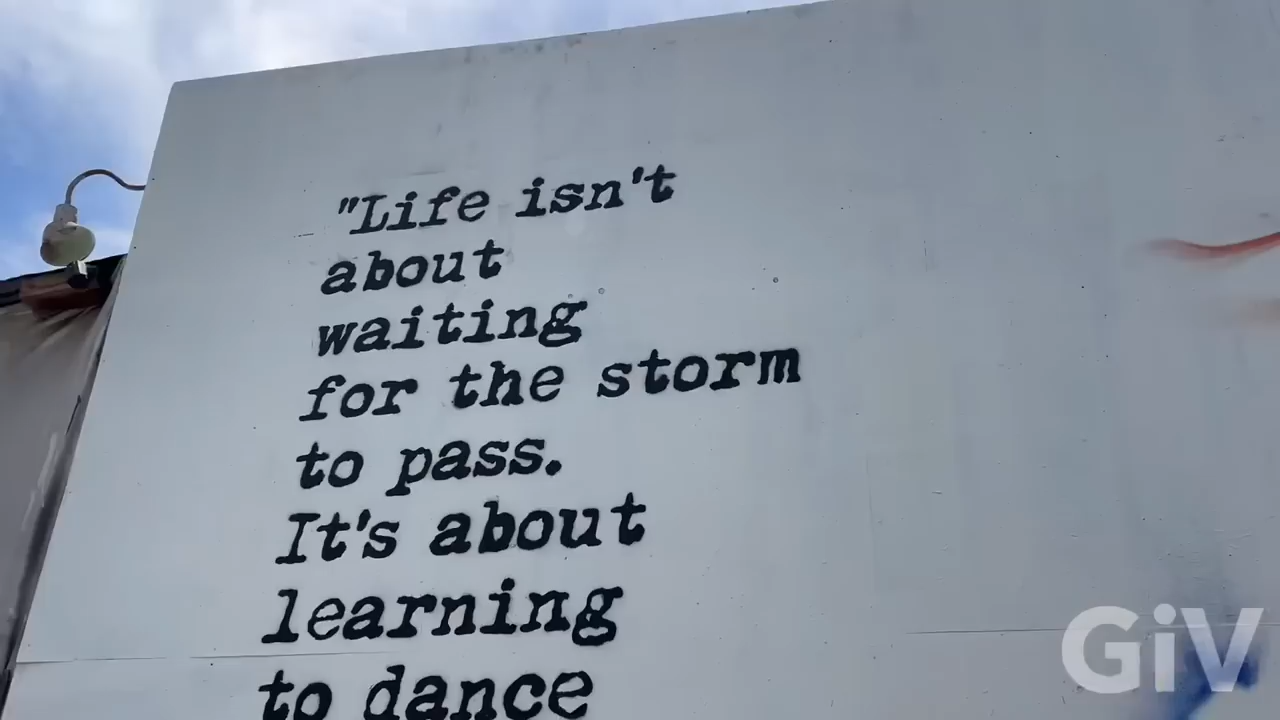 "Life isn't
about
waiting
for the storm
to pass.
It's about
learning
to dance
GiV